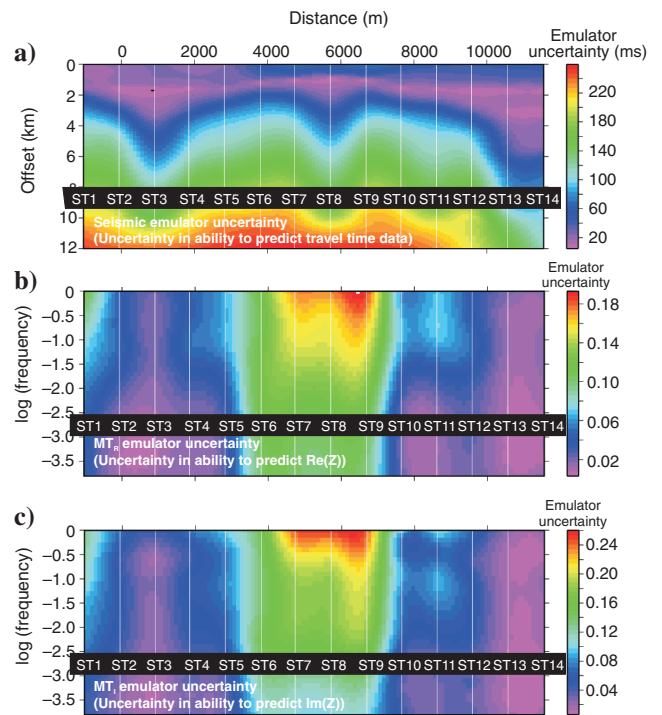 Distance (m)
a)
0 2000 4000 6000 8000 10000
Emulator
uncertainty (ms)
Offset (km)
0
2
4
6
8
10
12
220
180
140
100
60
20
ST1 ST2 ST3 ST4 ST5 ST6 ST7 ST8 ST9 ST10 ST11 ST12 ST13 ST14
Seismic emulator uncertainty
(Uncertainty in ability to predict travel time data)
b)
Emulator
uncertainty
log (frequency)
0
−0.5
−1.0
−1.5
−2.0
−2.5
−3.0
−3.5
0.18
0.14
0.10
0.06
0.02
ST1 ST2 ST3 ST4 ST5 ST6 ST7 ST8 ST9 ST10 ST11 ST12 ST13 ST14
MTR emulator uncertainty
(Uncertainty in ability to predict Re(Z))
c)
Emulator
uncertainty
log (frequency)
0
−0.5
−1.0
−1.5
−2.0
−2.5
−3.0
−3.5
0.24
0.20
0.16
0.12
0.08
0.04
ST1 ST2 ST3 ST4 ST5 ST6 ST7 ST8 ST9 ST10 ST11 ST12 ST13 ST14
MTI emulator uncertainty
(Uncertainty in ability to predict Im(Z))